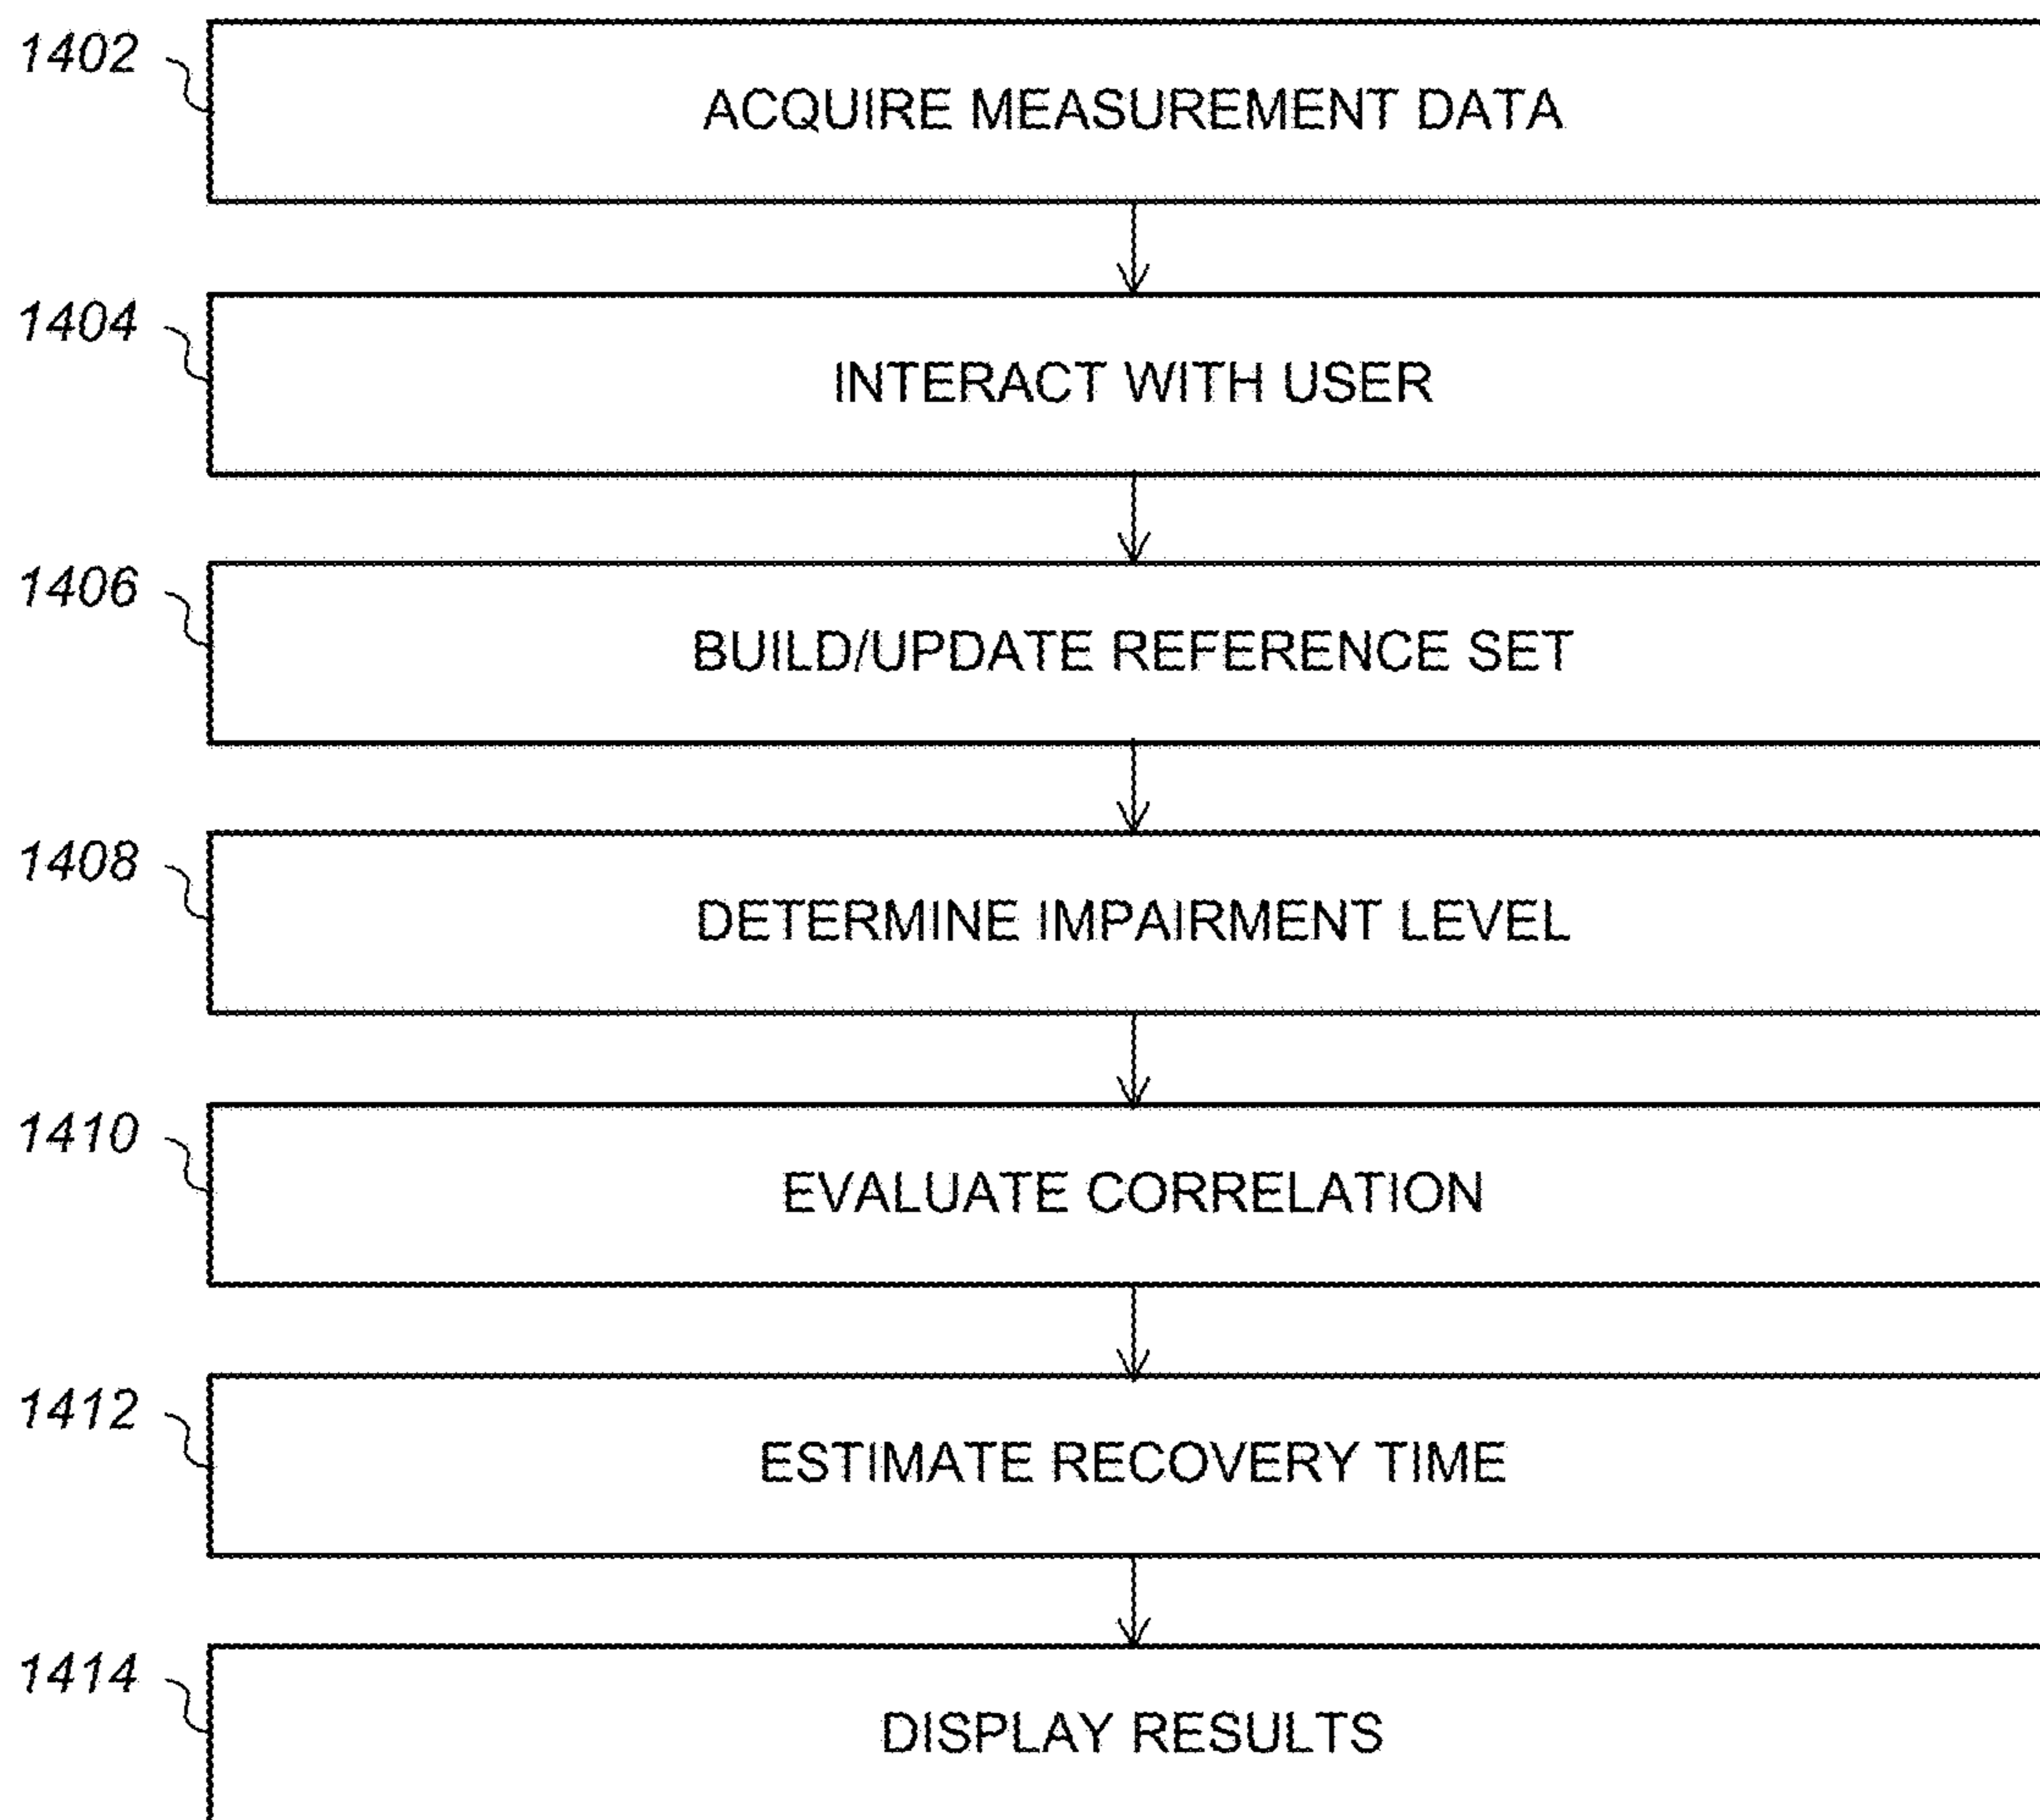 1402
ACQUIRE MEASUREMENT DATA
1404
INTERACT WITH USER
1406
BUILD/UPDATE REFERENCE SET
1408
DETERMINE IMPAIRMENT LEVEL
1410
EVALUATE CORRELATION
1412
ESTIMATE RECOVERY TIME
1414
DISPLAY RESULTS